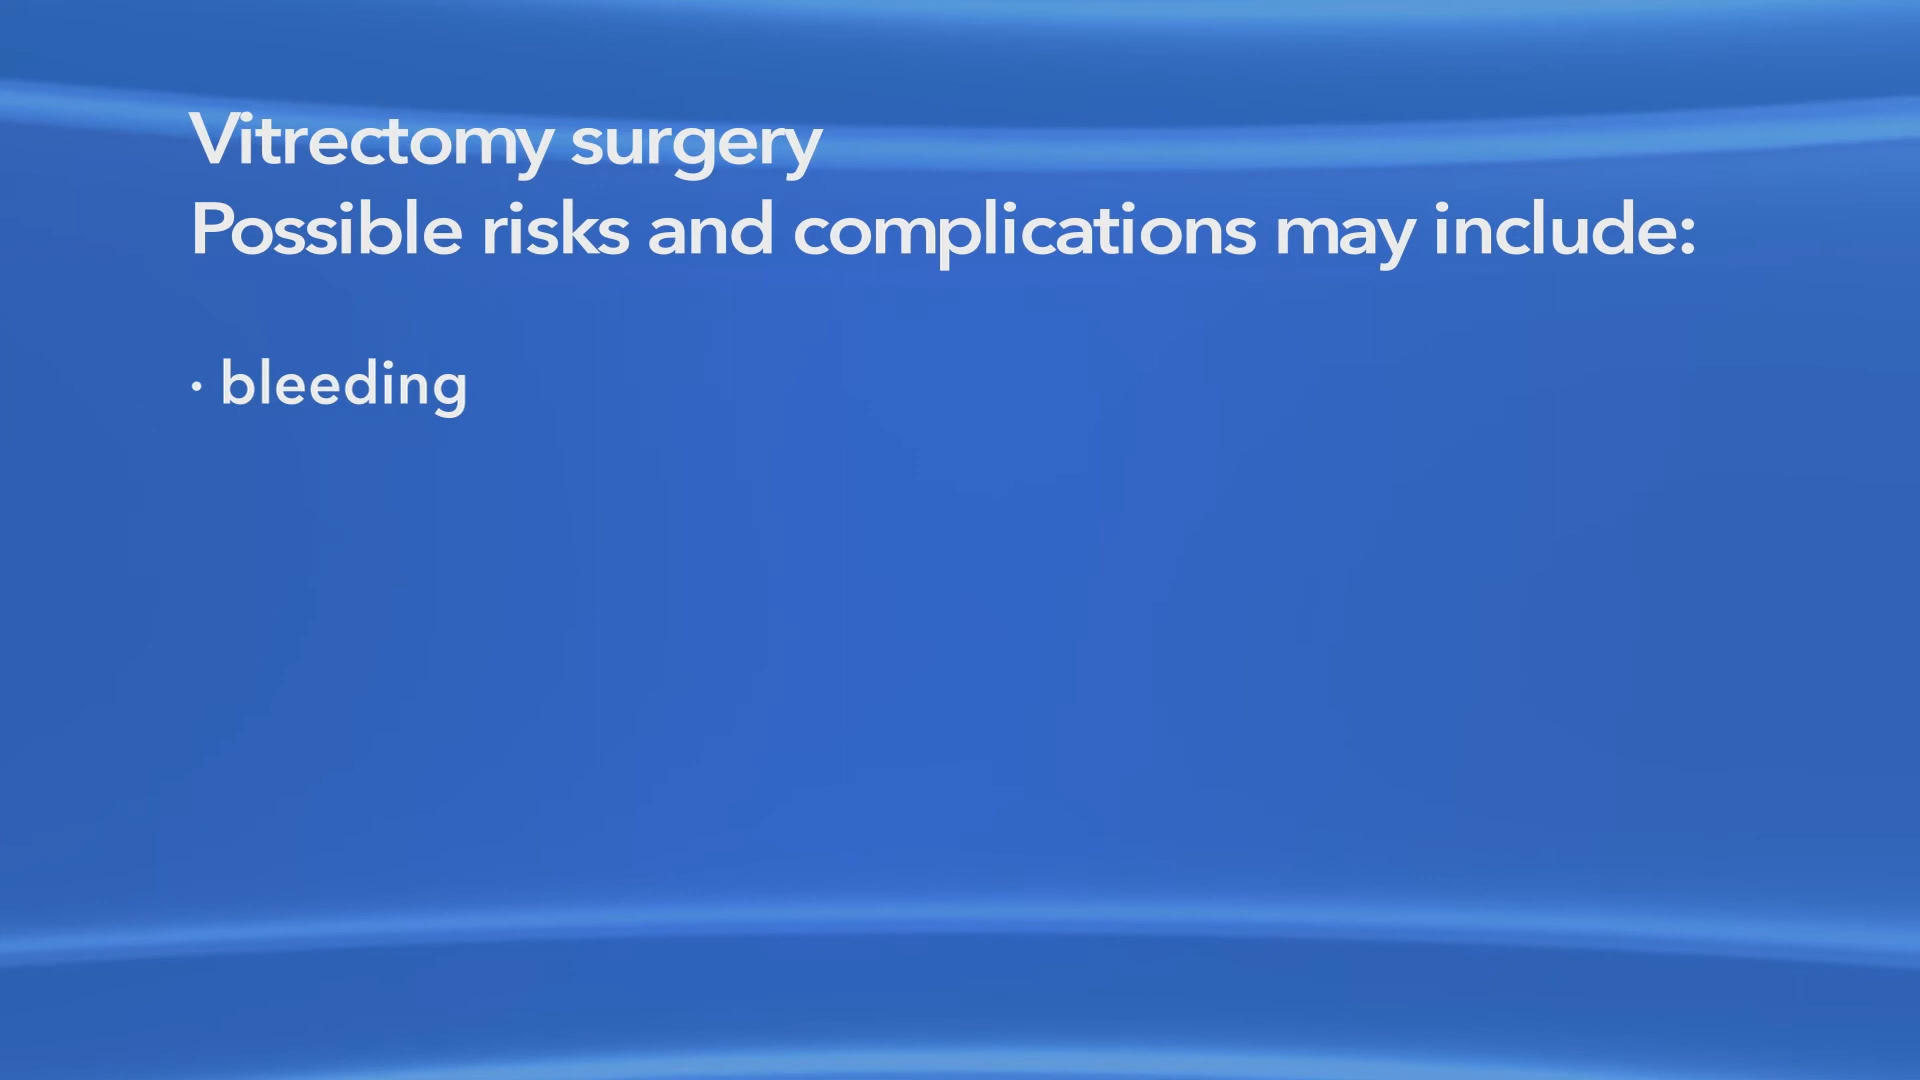 Vitrectomy surgery
Possible risks and complications may include:
· bleeding